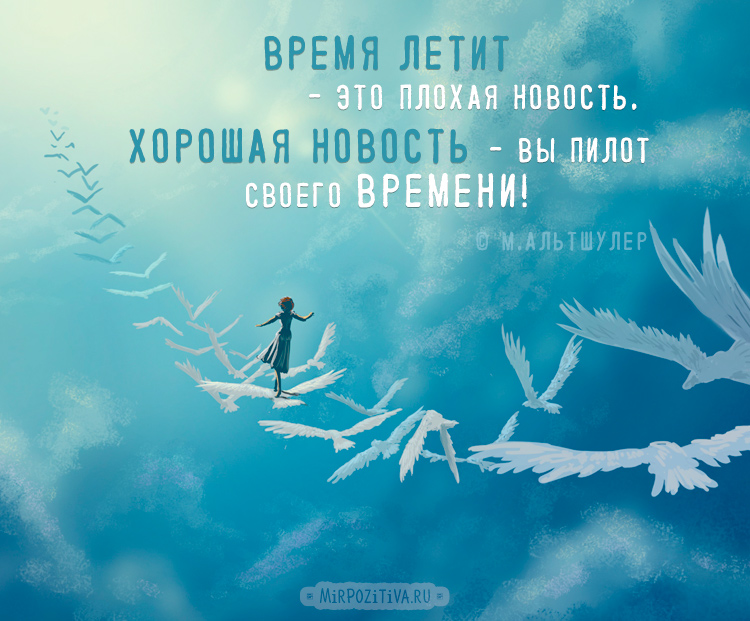 ВРЕМЯ ЛЕТИТ
- ЭТО ПЛОХАЯ НОВОСТЬ.
ХОРОШАЯ НОВОСТЬ - ВЫ ПИЛОТ
СВОЕГО ВРЕМЕНИ!
© М.АЛЬТШУЛЕР
MiRPOZiTiVA.RU